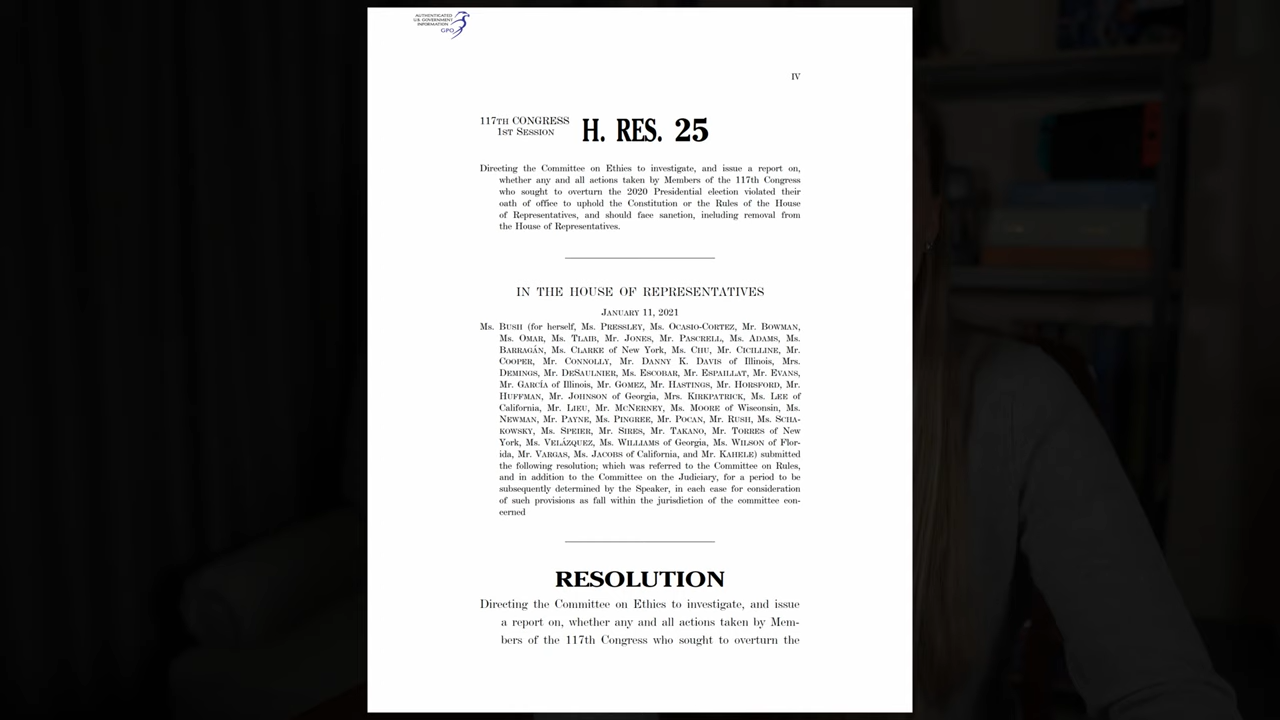 AUTHENTICATED
U.S. GOVERNMENT
INFORMATION
GPO
IV
117TH CONGRESS
1ST SESSION
H. RES. 25
Directing the Committee on Ethics to investigate, and issue a report on,
whether any and all actions taken by Members of the 117th Congress
who sought to overturn the 2020 Presidential election violated their
oath of office to uphold the Constitution or the Rules of the House
of Representatives, and should face sanction, including removal from
the House of Representatives.
IN THE HOUSE OF REPRESENTATIVES
JANUARY 11, 2021
Ms. BUSH (for herself, Ms. PRESSLEY, Ms. OCASIO-CORTEZ, Mr. BOWMAN,
Ms. OMAR, Ms. TLAIB, Mr. JONES, Mr. PASCRELL, Ms. ADAMS, Ms.
BARRAGÁN, Ms. CLARKE of New York, Ms. CHU, Mr. CICILLINE, Mr.
COOPER, Mr. CONNOLLY, Mr. DANNY K. DAVIS of Illinois, Mrs.
DEMINGS, Mr. DESAULNIER, Ms. ESCOBAR, Mr. ESPAILLAT, Mr. EVANS,
Mr. GARCÍA of Illinois, Mr. GOMEZ, Mr. HASTINGS, Mr. HORSFORD, Mr.
HUFFMAN, Mr. JOHNSON of Georgia, Mrs. KIRKPATRICK, Ms. LEE of
California, Mr. LIEU, Mr. MCNERNEY, Ms. MOORE of Wisconsin, Ms.
NEWMAN, Mr. PAYNE, Ms. PINGREE, Mr. POCAN, Mr. RUSH, Ms. SCHA-
KOWSKY, Ms. SPEIER, Mr. SIRES, Mr. TAKANO, Mr. TORRES of New
York, Ms. VELÁZQUEZ, Ms. WILLIAMS of Georgia, Ms. WILSON of Flor-
ida, Mr. VARGAS, Ms. JACOBS of California, and Mr. KAHELE) submitted
the following resolution; which was referred to the Committee on Rules,
and in addition to the Committee on the Judiciary, for a period to be
subsequently determined by the Speaker, in each case for consideration
of such provisions as fall within the jurisdiction of the committee con-
cerned
RESOLUTION
Directing the Committee on Ethics to investigate, and issue
a report on, whether any and all actions taken by Mem-
bers of the 117th Congress who sought to overturn the